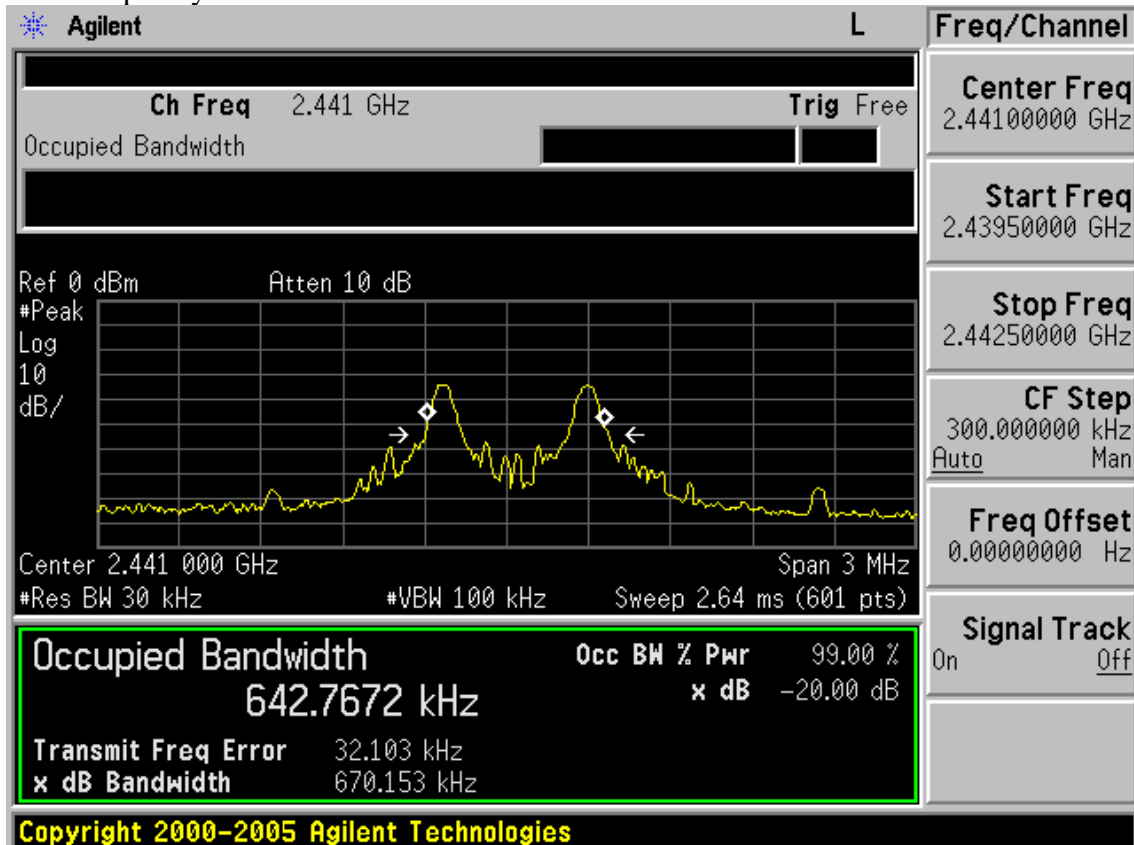 Agilent L
Freq/Channel
Ch Freq 2.441 GHz Trig Free
Occupied Bandwidth
Ref 0 dBm Atten 10 dB
#Peak
Log
10
dB/
Center 2.441 000 GHz Span 3 MHz
#Res BW 30 kHz #VBW 100 kHz Sweep 2.64 ms (601 pts)
Occupied Bandwidth
642.7672 kHz
Occ BW % Pwr 99.00 %
x dB -20.00 dB
Transmit Freq Error 32.103 kHz
x dB Bandwidth 670.153 kHz
Center Freq
2.44100000 GHz
Start Freq
2.43950000 GHz
Stop Freq
2.44250000 GHz
CF Step
300.000000 kHz
Auto Man
Freq Offset
0.00000000 Hz
Signal Track
On Off
Copyright 2000-2005 Agilent Technologies